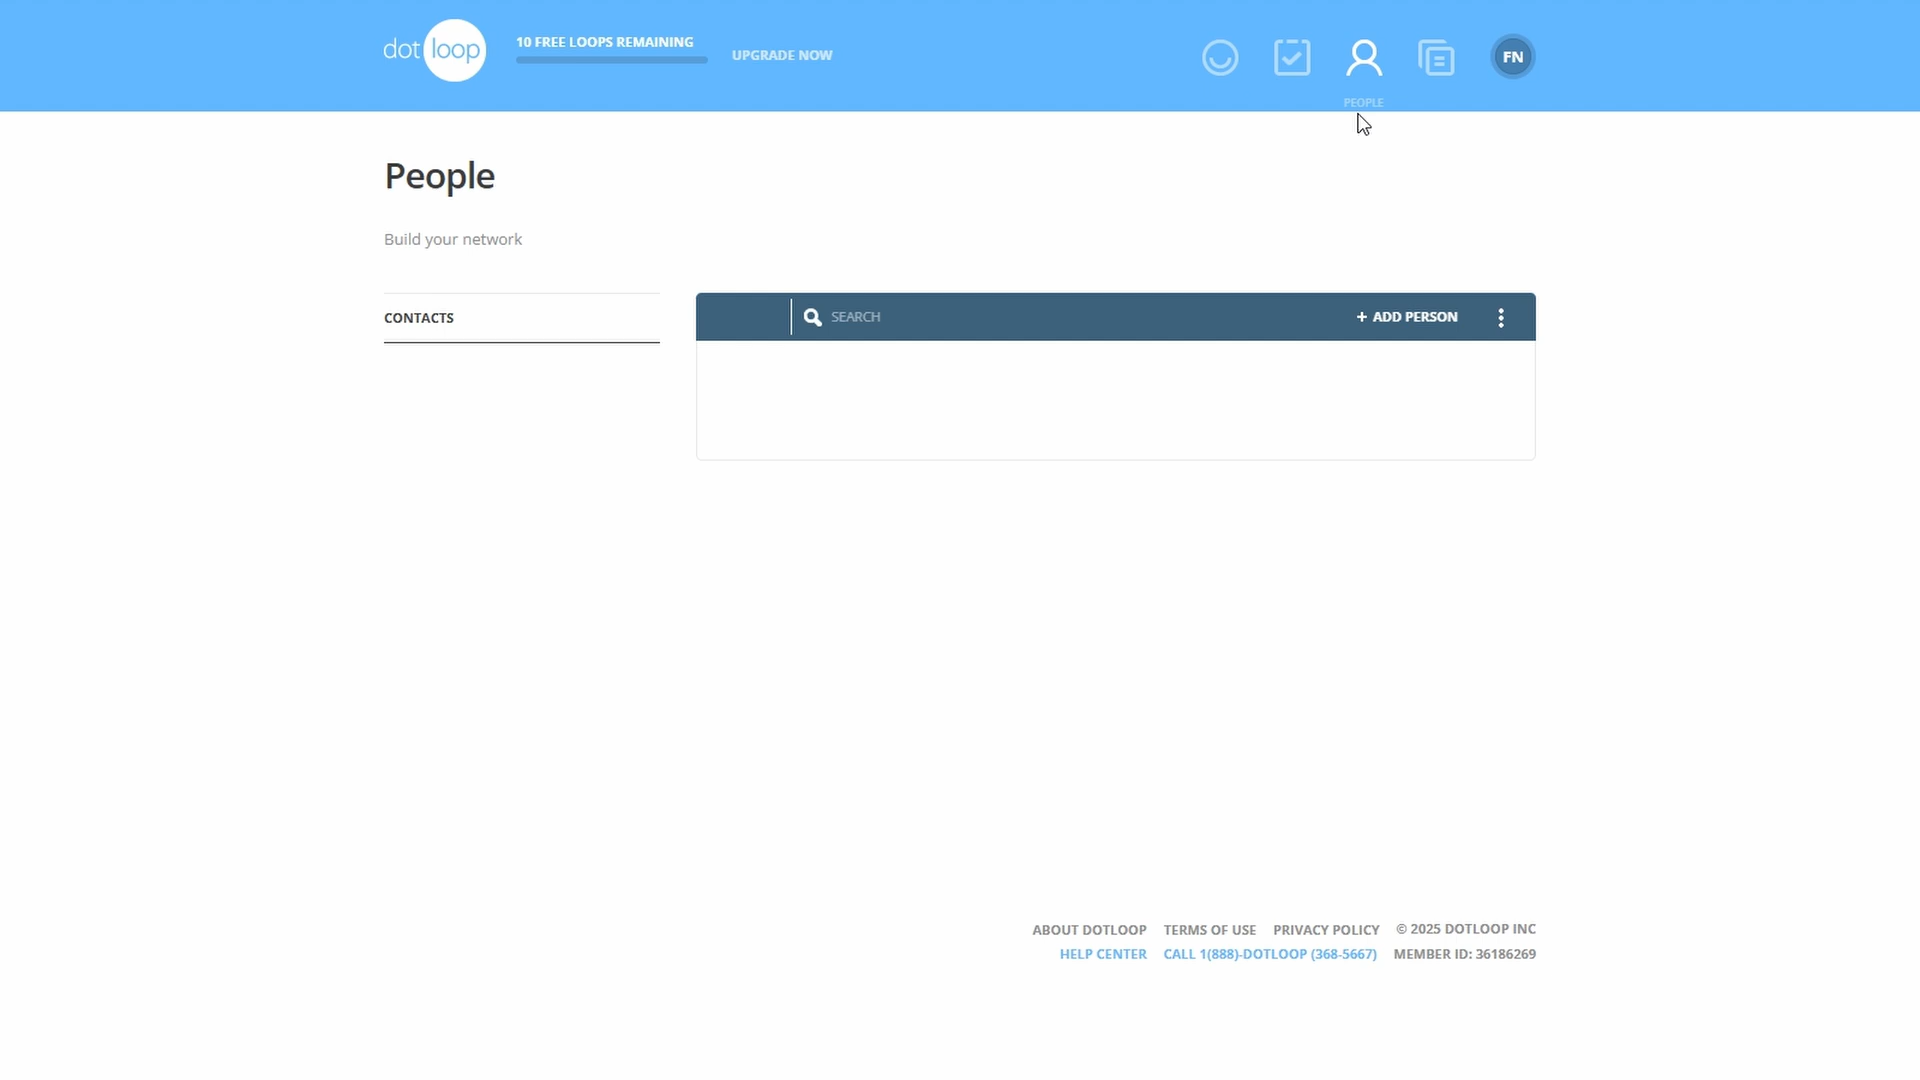 dot loop
10 FREE LOOPS REMAINING
UPGRADE NOW
FN
PEOPLE
People
Build your network
CONTACTS
SEARCH
+ ADD PERSON
ABOUT DOTLOOP TERMS OF USE PRIVACY POLICY © 2025 DOTLOOP INC
HELP CENTER CALL 1(888)-DOTLOOP (368-5667) MEMBER ID: 36186269